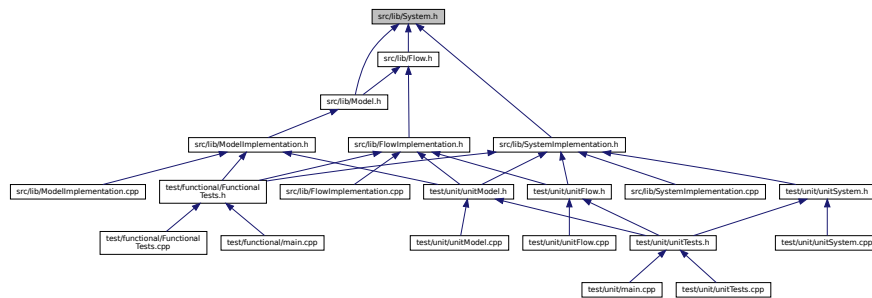 src/lib/System.h
src/lib/Flow.h
src/lib/Model.h
src/lib/ModelImplementation.h
src/lib/FlowImplementation.h
src/lib/SystemImplementation.h
src/lib/ModelImplementation.cpp
test/functional/Functional
Tests.h
src/lib/FlowImplementation.cpp
test/unit/unitModel.h
test/unit/unitFlow.h
src/lib/SystemImplementation.cpp
test/unit/unitSystem.h
test/functional/Functional
Tests.cpp
test/functional/main.cpp
test/unit/unitModel.cpp
test/unit/unitFlow.cpp
test/unit/unitTests.h
test/unit/unitSystem.cpp
test/unit/main.cpp
test/unit/unitTests.cpp